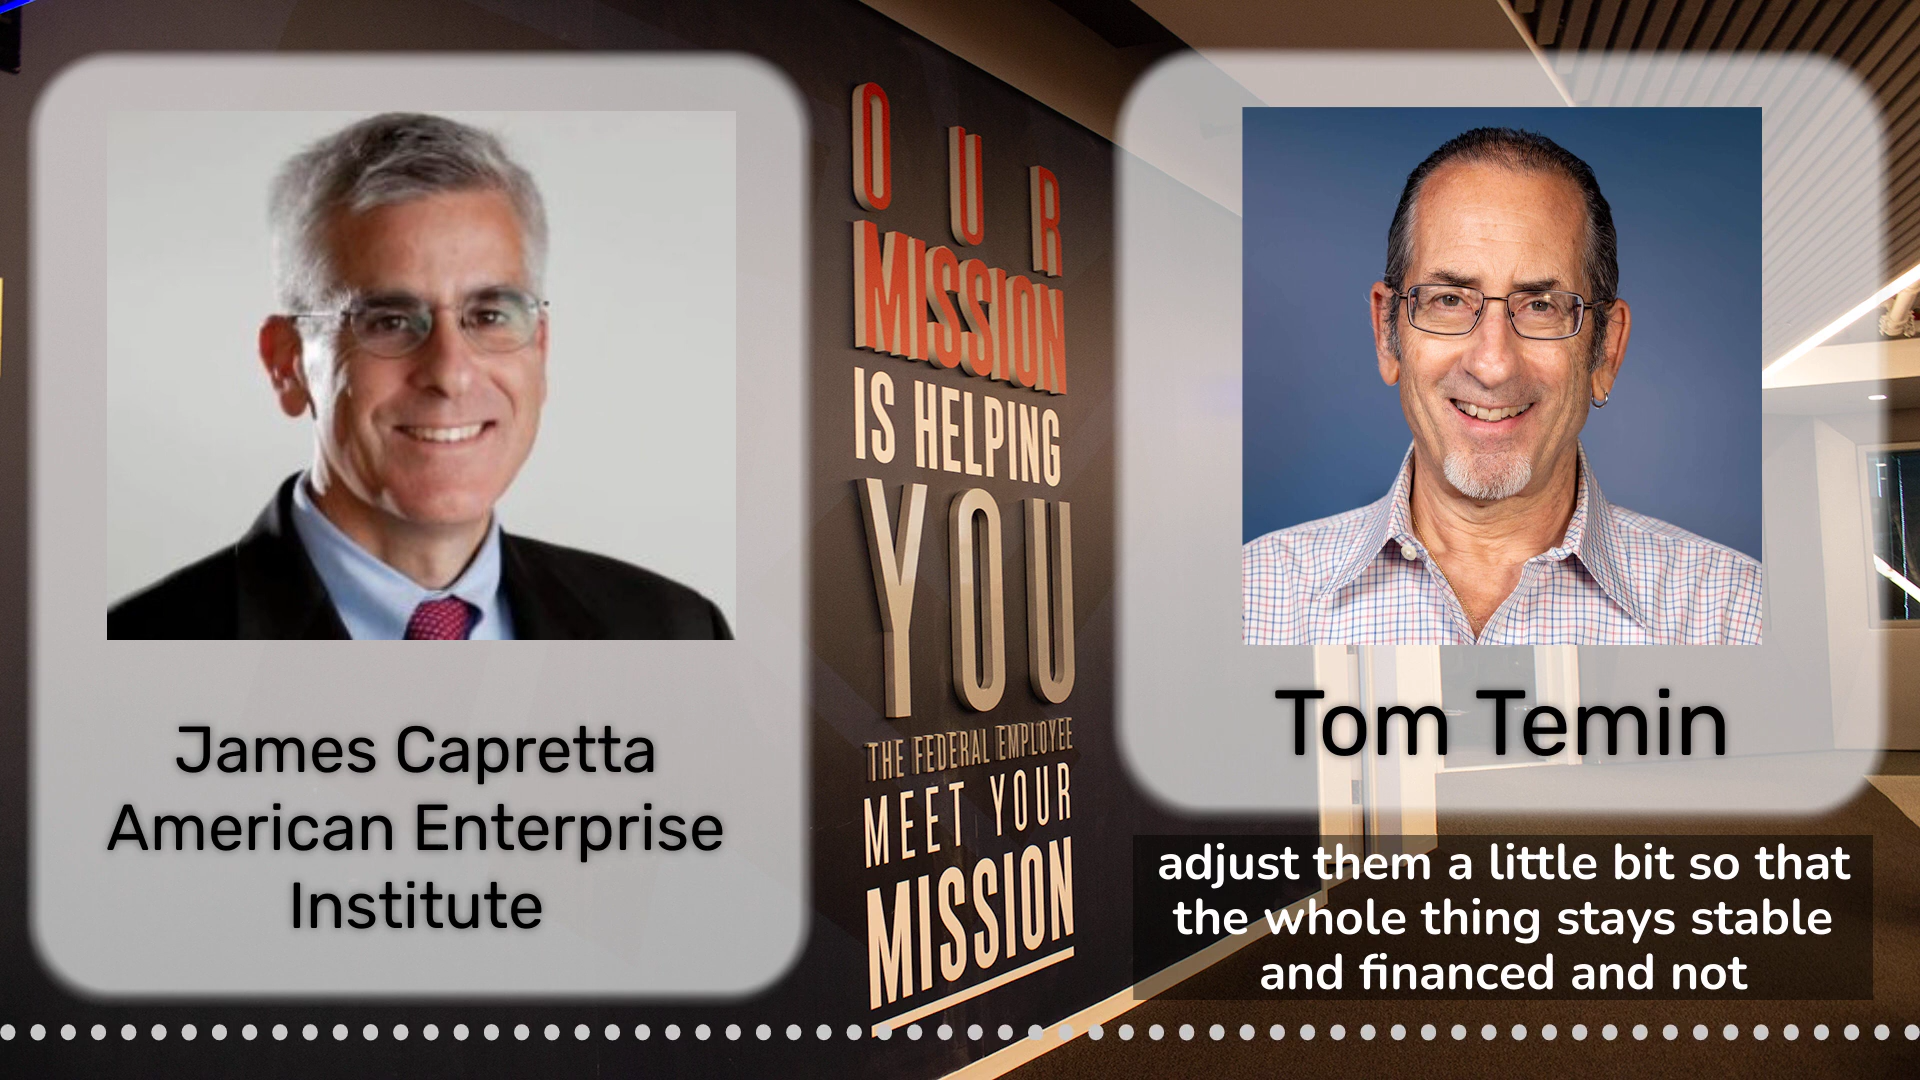 James Capretta
American Enterprise
Institute
OUR
MISSION
IS HELPING
YOU
THE FEDERAL EMPLOYEE
MEET YOUR
MISSION
Tom Temin
adjust them a little bit so that
the whole thing stays stable
and financed and not